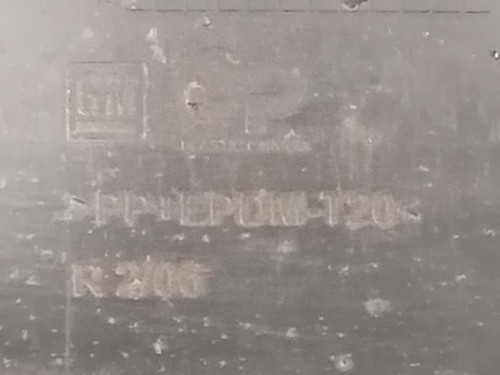 GM
>PP+EPDM-T20<
R 2/06